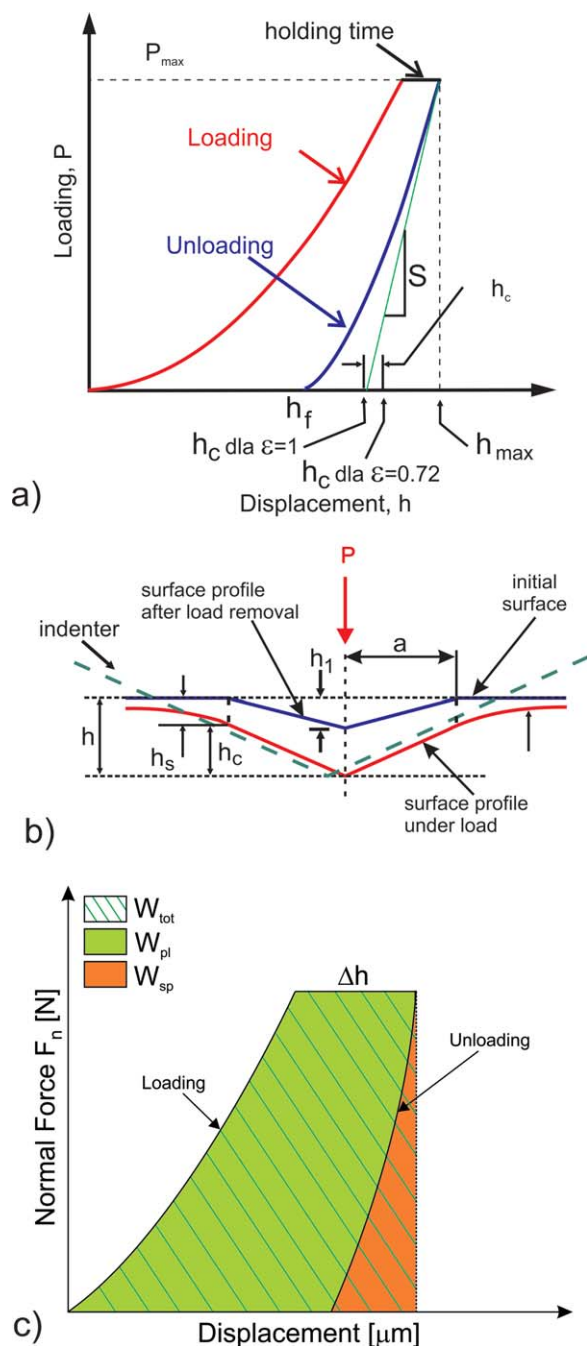 holding time
Pmax
Loading
Unloading
Loading, P
S
hc
hf
hmax
hc dla ε=1
hc dla ε=0.72
Displacement, h
a)
P
surface profile
after load removal
initial
surface
indenter
h1
a
h
hs
hc
surface profile
under load
b)
Wtot
Wpl
Wsp
Δh
Unloading
Loading
Normal Force Fn [N]
c)
Displacement [µm]